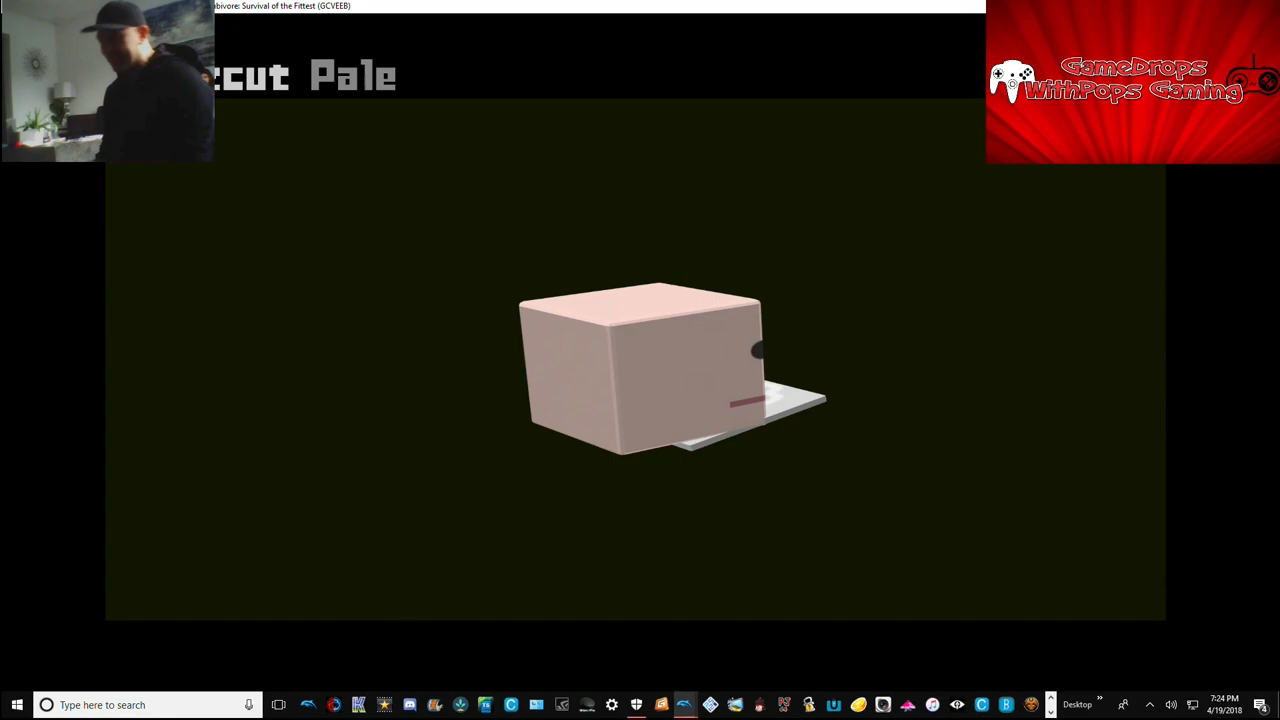 bivore: Survival of the Fittest (GCVEEB)
ccut Pale
GameDrops
WithPops Gaming
Type here to search
Desktop
7:24 PM
4/19/2018